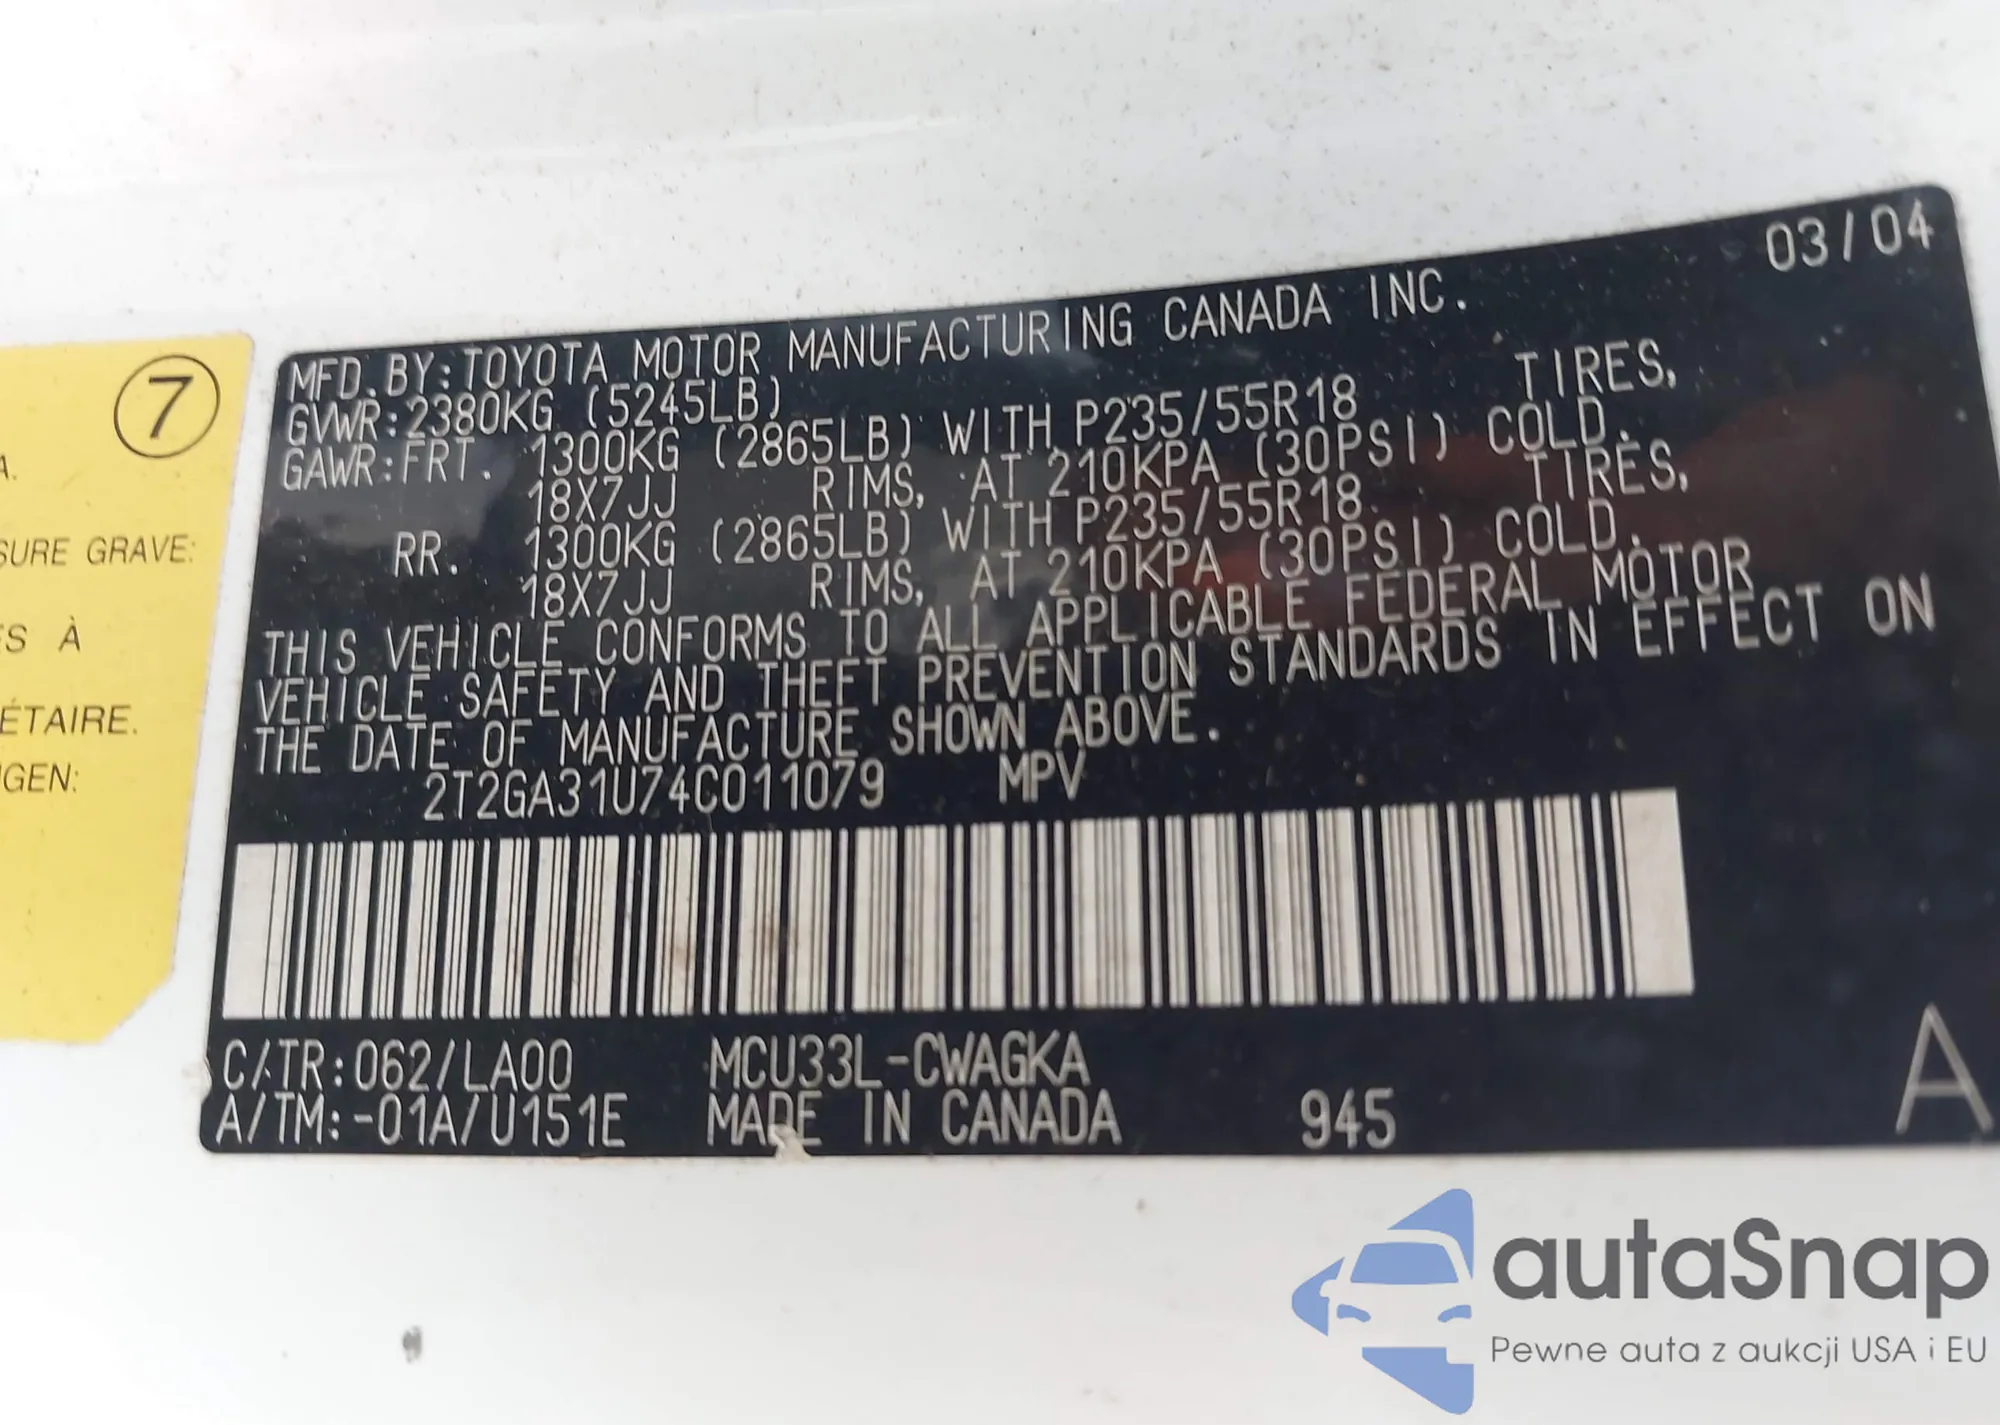 7
A.
SURE GRAVE:
ES À
ÉTAIRE.
GEN:
03/04
MFD.BY:TOYOTA MOTOR MANUFACTURING CANADA INC.
GVWR:2380KG (5245LB)
GAWR:FRT. 1300KG (2865LB) WITH P235/55R18 TIRES,
18X7JJ RIMS, AT 210KPA (30PSI) COLD.
RR. 1300KG (2865LB) WITH P235/55R18 TIRES,
18X7JJ RIMS, AT 210KPA (30PSI) COLD.
THIS VEHICLE CONFORMS TO ALL APPLICABLE FEDERAL MOTOR
VEHICLE SAFETY AND THEFT PREVENTION STANDARDS IN EFFECT ON
THE DATE OF MANUFACTURE SHOWN ABOVE.
2T2GA31U74C011079 MPV
C/TR:062/LA00 MCU33L-CWAGKA
A/TM:-01A/U151E MADE IN CANADA 945
A
autaSnap
Pewne auta z aukcji USA i EU